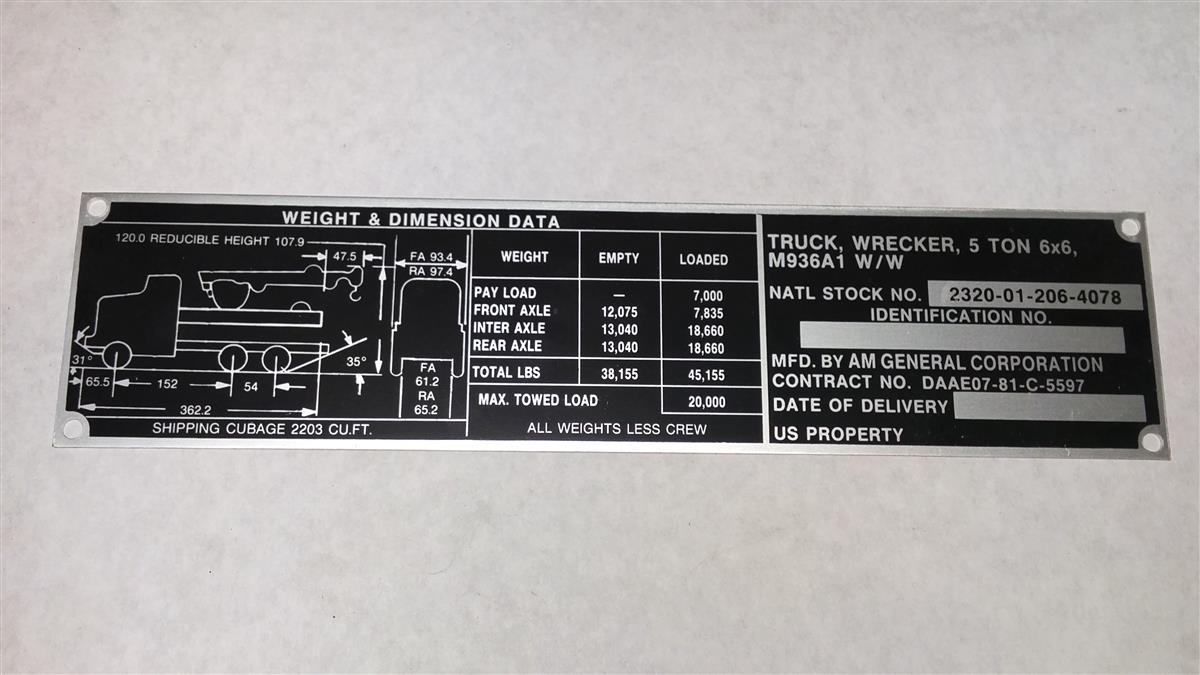 WEIGHT & DIMENSION DATA
120.0 REDUCIBLE HEIGHT 107.9
47.5
31°
35°
65.5
152
54
362.2
SHIPPING CUBAGE 2203 CU.FT.
FA 93.4
RA 97.4
FA
61.2
RA
65.2
WEIGHT EMPTY LOADED
PAY LOAD — 7,000
FRONT AXLE 12,075 7,835
INTER AXLE 13,040 18,660
REAR AXLE 13,040 18,660
TOTAL LBS 38,155 45,155
MAX. TOWED LOAD 20,000
ALL WEIGHTS LESS CREW
TRUCK, WRECKER, 5 TON 6x6,
M936A1 W/W
NATL STOCK NO. 2320-01-206-4078
IDENTIFICATION NO.
MFD. BY AM GENERAL CORPORATION
CONTRACT NO. DAAE07-81-C-5597
DATE OF DELIVERY
US PROPERTY